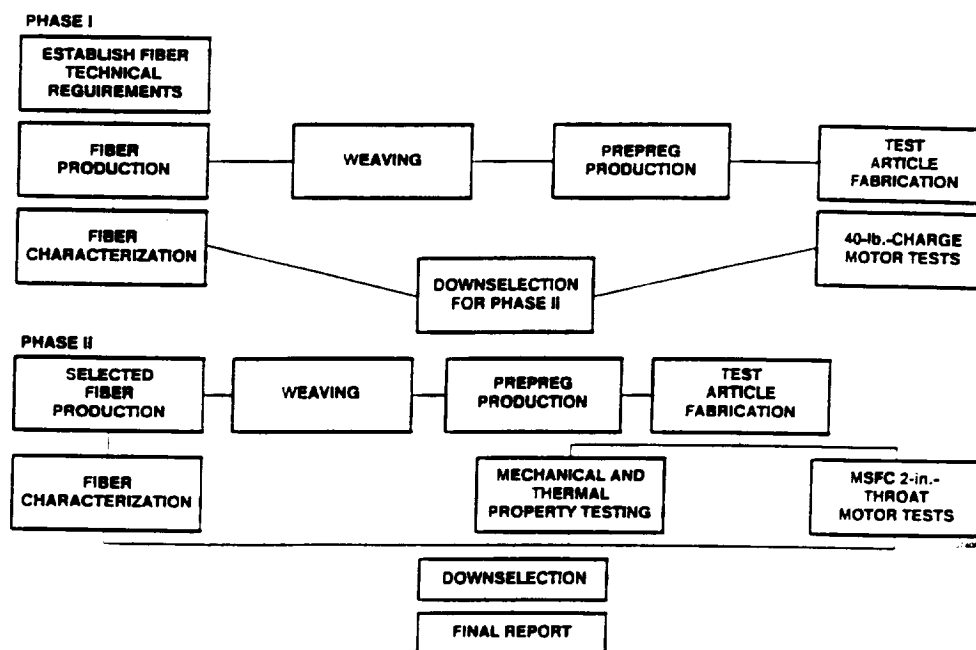 PHASE I
ESTABLISH FIBER
TECHNICAL
REGUIREMENTS
FIBER
PRODUCTION
WEAVING
PREPREG
PRODUCTION
TEST
ARTICLE
FABRICATION
FIBER
CHARACTERIZATION
DOWNSELECTION
FOR PHASE II
40-lb.-CHARGE
MOTOR TESTS
PHASE II
SELECTED
FIBER
PRODUCTION
WEAVING
PREPREG
PRODUCTION
TEST
ARTICLE
FABRICATION
FIBER
CHARACTERIZATION
MECHANICAL AND
THERMAL
PROPERTY TESTING
MSFC 2-in.-
THROAT
MOTOR TESTS
DOWNSELECTION
FINAL REPORT